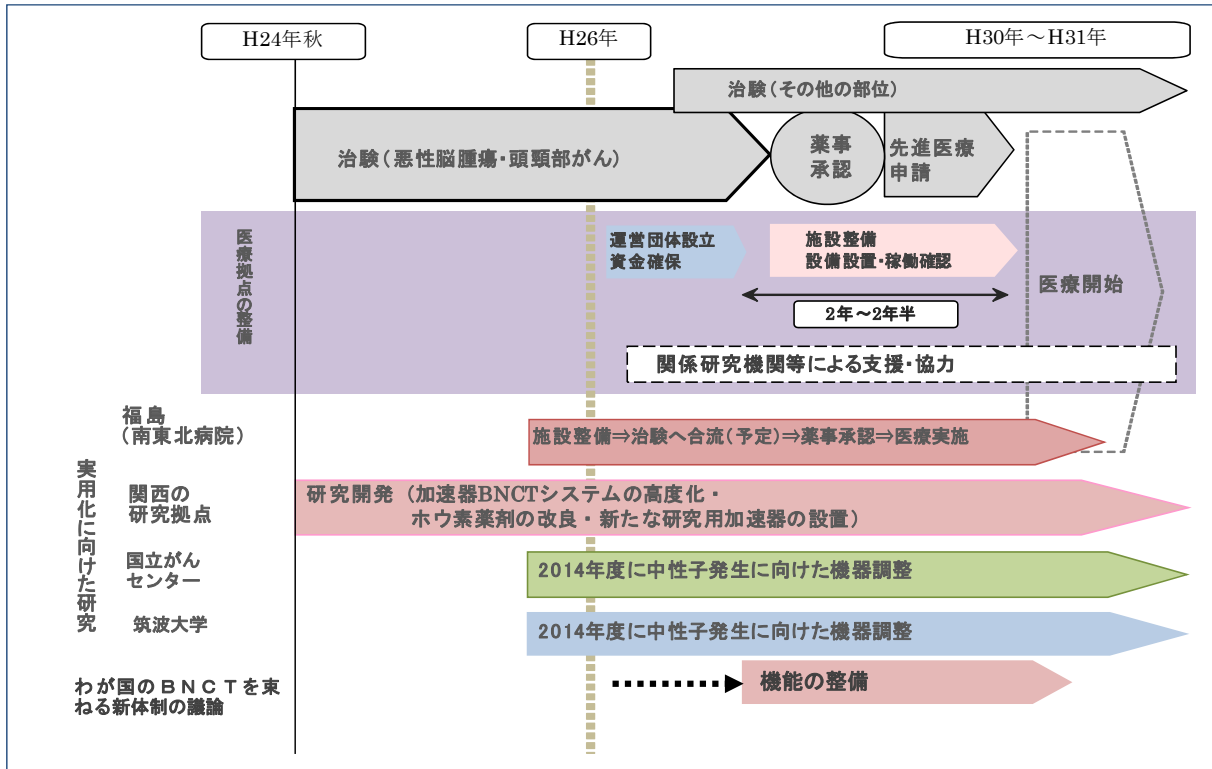 H24年秋
H26年
H30年～H31年
治験（その他の部位）
治験（悪性脳腫瘍・頭頸部がん）
薬事
承認
先進医療
申請
医療拠点の整備
運営団体設立
資金確保
施設整備
設備設置・稼働確認
2年～2年半
医療開始
関係研究機関等による支援・協力
実用化に向けた研究
福島
（南東北病院）
施設整備⇒治験へ合流（予定）⇒薬事承認⇒医療実施
関西の
研究拠点
研究開発（加速器BNCTシステムの高度化・
ホウ素薬剤の改良・新たな研究用加速器の設置）
国立がん
センター
2014年度に中性子発生に向けた機器調整
筑波大学
2014年度に中性子発生に向けた機器調整
わが国のＢＮＣＴを束
ねる新体制の議論
機能の整備